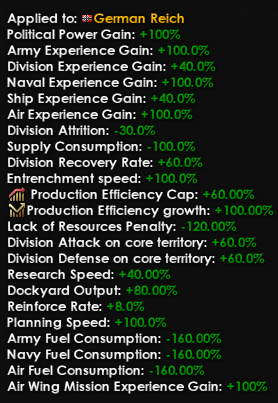 Applied to: German Reich
Political Power Gain: +100%
Army Experience Gain: +100.0%
Division Experience Gain: +40.0%
Naval Experience Gain: +100.0%
Ship Experience Gain: +40.0%
Air Experience Gain: +100.0%
Division Attrition: -30.0%
Supply Consumption: -100.0%
Division Recovery Rate: +60.0%
Entrenchment speed: +100.0%
Production Efficiency Cap: +60.00%
Production Efficiency growth: +100.00%
Lack of Resources Penalty: -120.00%
Division Attack on core territory: +60.0%
Division Defense on core territory: +60.0%
Research Speed: +40.00%
Dockyard Output: +80.00%
Reinforce Rate: +8.0%
Planning Speed: +100.0%
Army Fuel Consumption: -160.00%
Navy Fuel Consumption: -160.00%
Air Fuel Consumption: -160.00%
Air Wing Mission Experience Gain: +100%